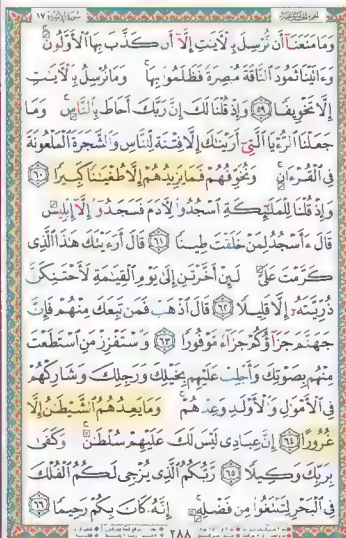 سورة الإسراء ١٧
وَمَا مَنَعَنَآ أَن نُّرْسِلَ بِٱلْءَايَٰتِ إِلَّآ أَن كَذَّبَ بِهَا ٱلْأَوَّلُونَ ۚ
وَءَاتَيْنَا ثَمُودَ ٱلنَّاقَةَ مُبْصِرَةً فَظَلَمُوا۟ بِهَا ۚ وَمَا نُرْسِلُ بِٱلْءَايَٰتِ
إِلَّا تَخْوِيفًا ٥٩ وَإِذْ قُلْنَا لَكَ إِنَّ رَبَّكَ أَحَاطَ بِٱلنَّاسِ ۚ وَمَا
جَعَلْنَا ٱلرُّءْيَا ٱلَّتِىٓ أَرَيْنَٰكَ إِلَّا فِتْنَةً لِّلنَّاسِ وَٱلشَّجَرَةَ ٱلْمَلْعُونَةَ
فِى ٱلْقُرْءَانِ ۚ وَنُخَوِّفُهُمْ فَمَا يَزِيدُهُمْ إِلَّا طُغْيَٰنًا كَبِيرًا ٦٠
وَإِذْ قُلْنَا لِلْمَلَٰٓئِكَةِ ٱسْجُدُوا۟ لِءَادَمَ فَسَجَدُوٓا۟ إِلَّآ إِبْلِيسَ
قَالَ ءَأَسْجُدُ لِمَنْ خَلَقْتَ طِينًا ٦١ قَالَ أَرَءَيْتَكَ هَٰذَا ٱلَّذِى
كَرَّمْتَ عَلَىَّ لَئِنْ أَخَّرْتَنِ إِلَىٰ يَوْمِ ٱلْقِيَٰمَةِ لَأَحْتَنِكَنَّ
ذُرِّيَّتَهُۥٓ إِلَّا قَلِيلًا ٦٢ قَالَ ٱذْهَبْ فَمَن تَبِعَكَ مِنْهُمْ فَإِنَّ
جَهَنَّمَ جَزَآؤُكُمْ جَزَآءً مَّوْفُورًا ٦٣ وَٱسْتَفْزِزْ مَنِ ٱسْتَطَعْتَ
مِنْهُم بِصَوْتِكَ وَأَجْلِبْ عَلَيْهِم بِخَيْلِكَ وَرَجِلِكَ وَشَارِكْهُمْ
فِى ٱلْأَمْوَٰلِ وَٱلْأَوْلَٰدِ وَعِدْهُمْ ۚ وَمَا يَعِدُهُمُ ٱلشَّيْطَٰنُ إِلَّا
غُرُورًا ٦٤ إِنَّ عِبَادِى لَيْسَ لَكَ عَلَيْهِمْ سُلْطَٰنٌ ۚ وَكَفَىٰ
بِرَبِّكَ وَكِيلًا ٦٥ رَّبُّكُمُ ٱلَّذِى يُزْجِى لَكُمُ ٱلْفُلْكَ
فِى ٱلْبَحْرِ لِتَبْتَغُوا۟ مِن فَضْلِهِۦٓ ۚ إِنَّهُۥ كَانَ بِكُمْ رَحِيمًا ٦٦
٢٨٨